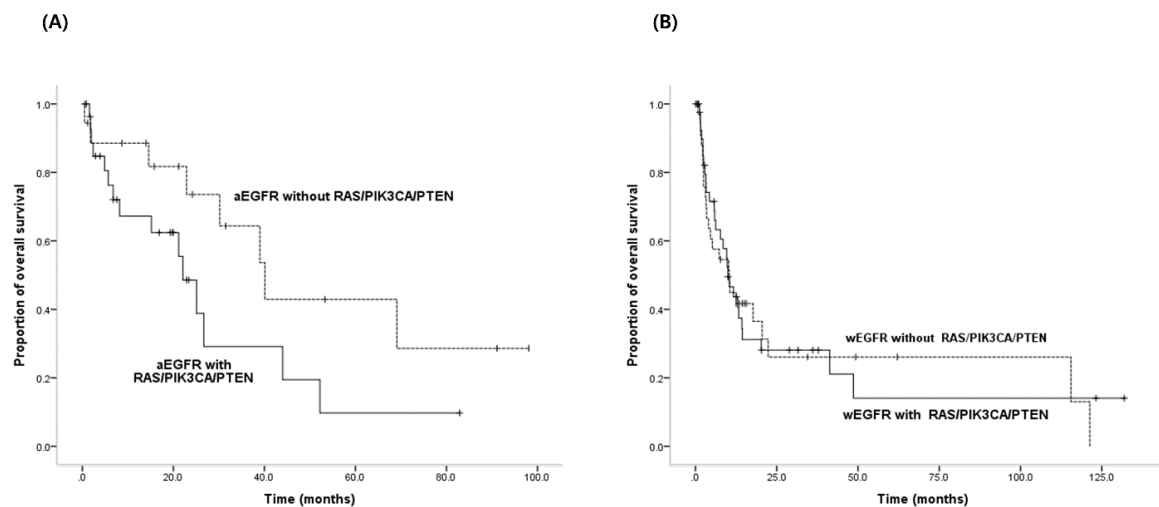 (A)
(B)
Proportion of overall survival
1.0
0.8
0.6
0.4
0.2
0.0
aEGFR without RAS/PIK3CA/PTEN
aEGFR with
RAS/PIK3CA/PTEN
.0 20.0 40.0 60.0 80.0 100.0
Time (months)
Proportion of overall survival
1.0
0.8
0.6
0.4
0.2
0.0
wEGFR without RAS/PIK3CA/PTEN
wEGFR with RAS/PIK3CA/PTEN
.0 25.0 50.0 75.0 100.0 125.0
Time (months)